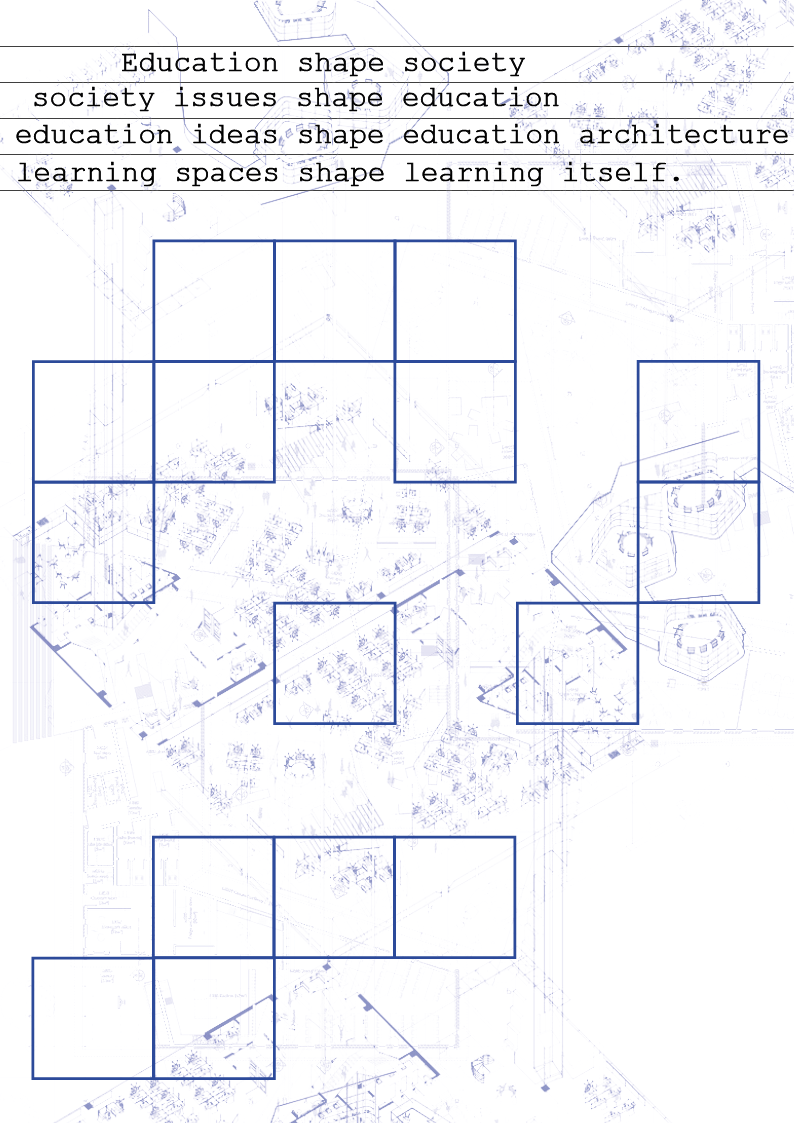 Education shape society
society issues shape education
education ideas shape education architecture
learning spaces shape learning itself.